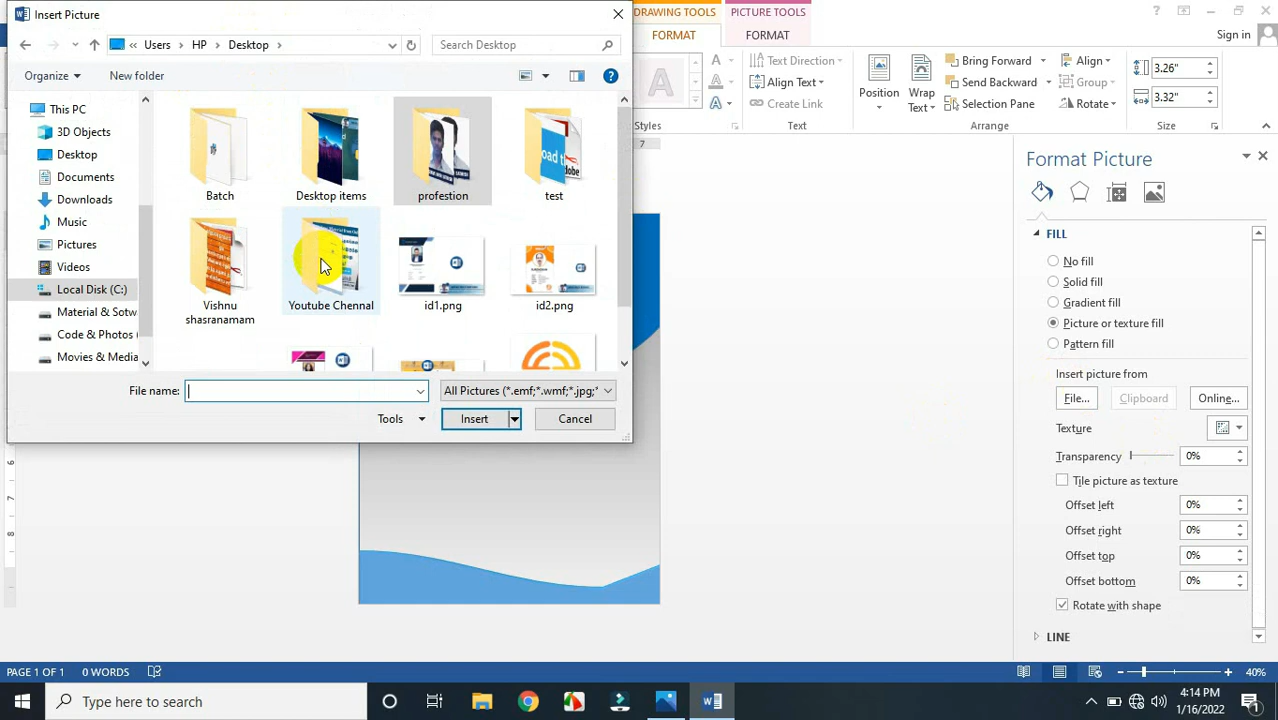 Insert Picture
Users
HP
Desktop
Search Desktop
Organize
New folder
This PC
3D Objects
Desktop
Documents
Downloads
Music
Pictures
Videos
Local Disk (C:)
Material & Sotw
Code & Photos (
Movies & Media
Batch
Desktop items
profestion
test
oad t
dobe
Vishnu
shasranamam
Youtube Chennal
id1.png
id2.png
File name:
All Pictures (*.emf;*.wmf;*.jpg;*
Tools
Insert
Cancel
DRAWING TOOLS
PICTURE TOOLS
FORMAT
FORMAT
Sign in
Styles
Text Direction
Align Text
Create Link
Text
Position
Wrap
Text
Bring Forward
Send Backward
Selection Pane
Arrange
Align
Group
Rotate
3.26"
3.32"
Size
7
6
7
8
Format Picture
FILL
No fill
Solid fill
Gradient fill
Picture or texture fill
Pattern fill
Insert picture from
File...
Clipboard
Online...
Texture
Transparency
0%
Tile picture as texture
Offset left
0%
Offset right
0%
Offset top
0%
Offset bottom
0%
Rotate with shape
LINE
PAGE 1 OF 1
0 WORDS
40%
Type here to search
4:14 PM
1/16/2022
1